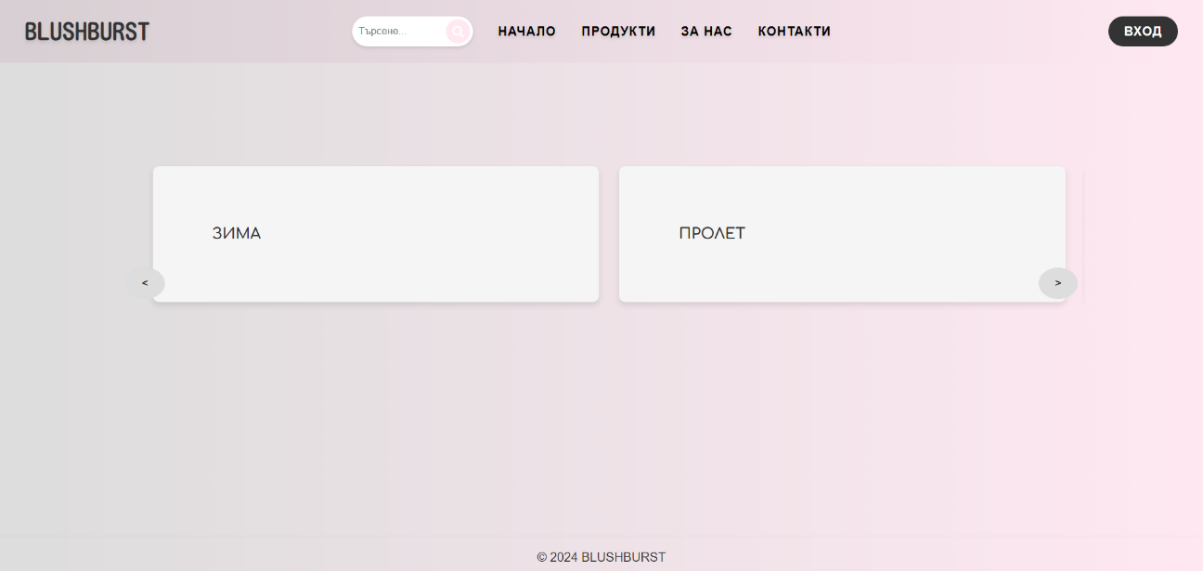 BLUSHBURST
Търсене...
НАЧАЛО ПРОДУКТИ ЗА НАС КОНТАКТИ
ВХОД
ЗИМА
ПРОЛЕТ
<
>
© 2024 BLUSHBURST